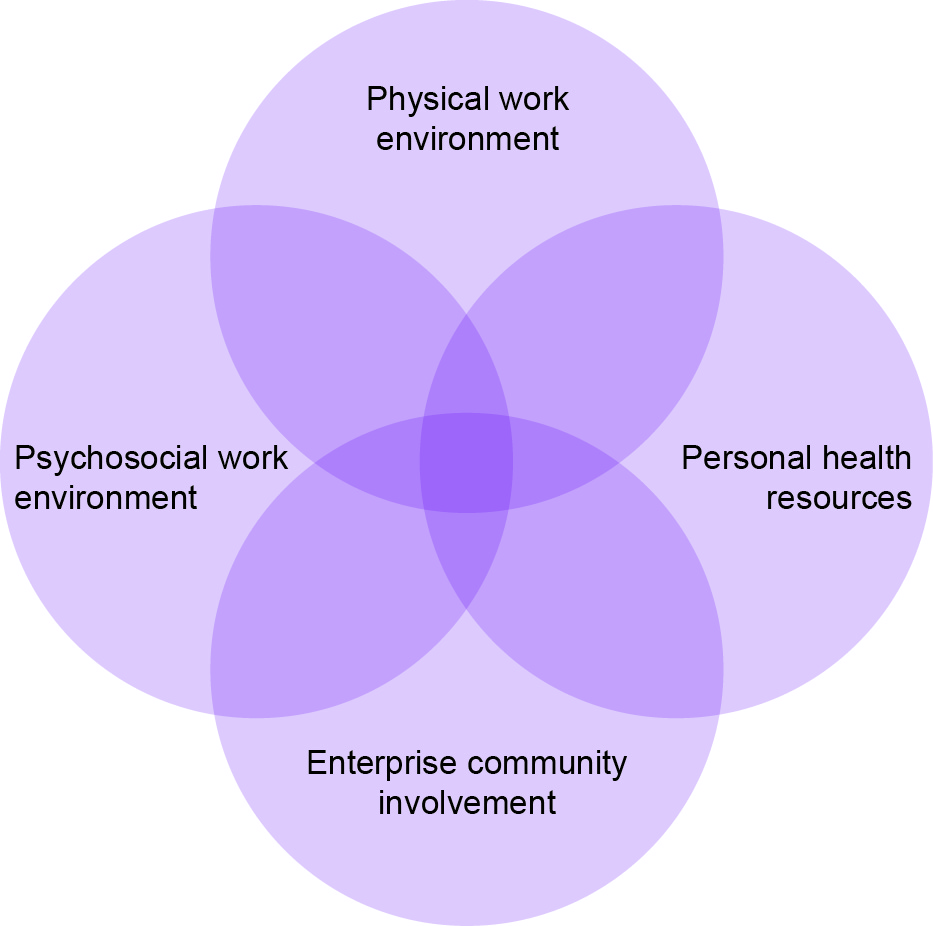 Physical work
environment
Psychosocial work
environment
Personal health
resources
Enterprise community
involvement